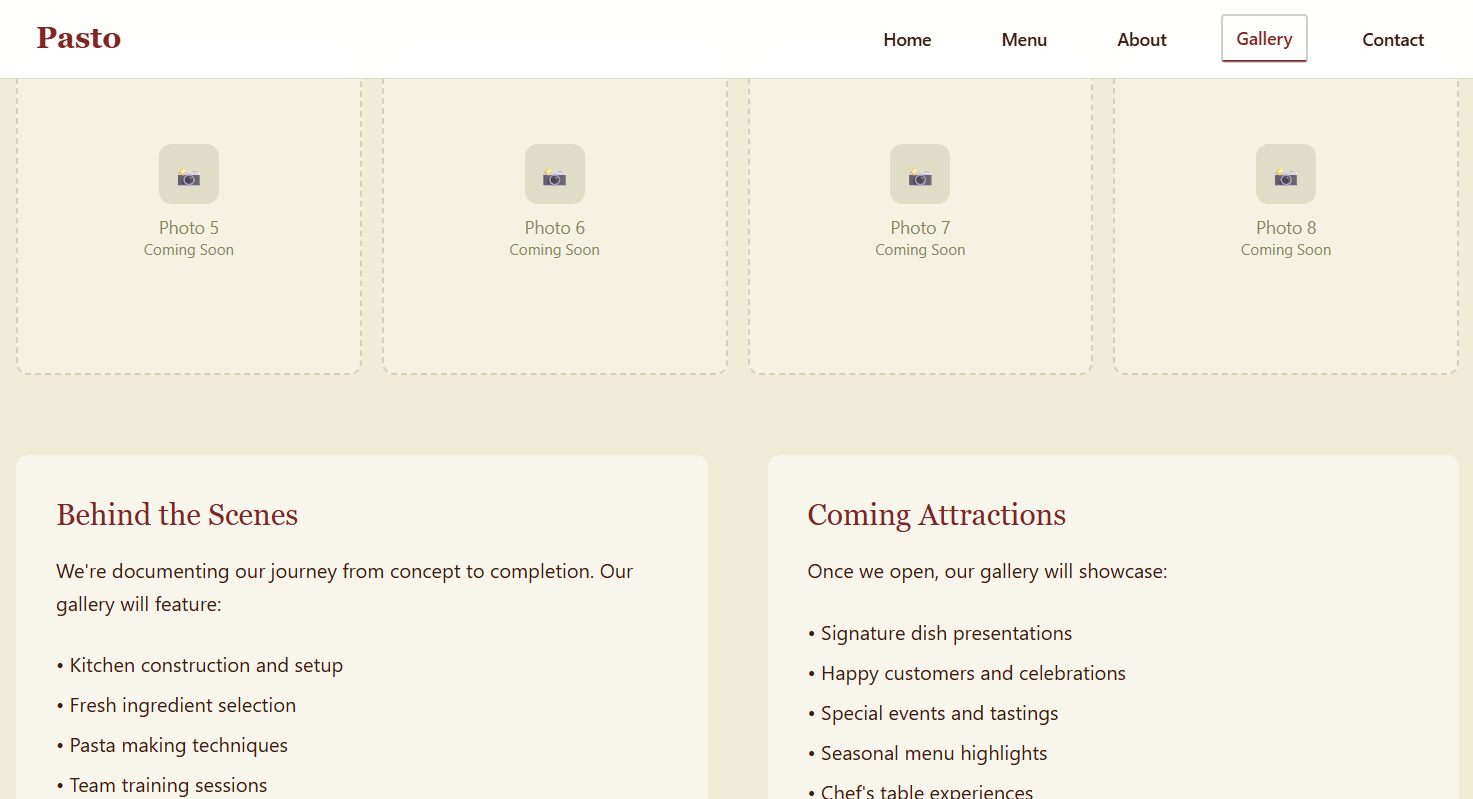 Pasto
Home
Menu
About
Gallery
Contact
Photo 5
Coming Soon
Photo 6
Coming Soon
Photo 7
Coming Soon
Photo 8
Coming Soon
Behind the Scenes
We're documenting our journey from concept to completion. Our
gallery will feature:
• Kitchen construction and setup
• Fresh ingredient selection
• Pasta making techniques
• Team training sessions
Coming Attractions
Once we open, our gallery will showcase:
• Signature dish presentations
• Happy customers and celebrations
• Special events and tastings
• Seasonal menu highlights
• Chef's table experiences